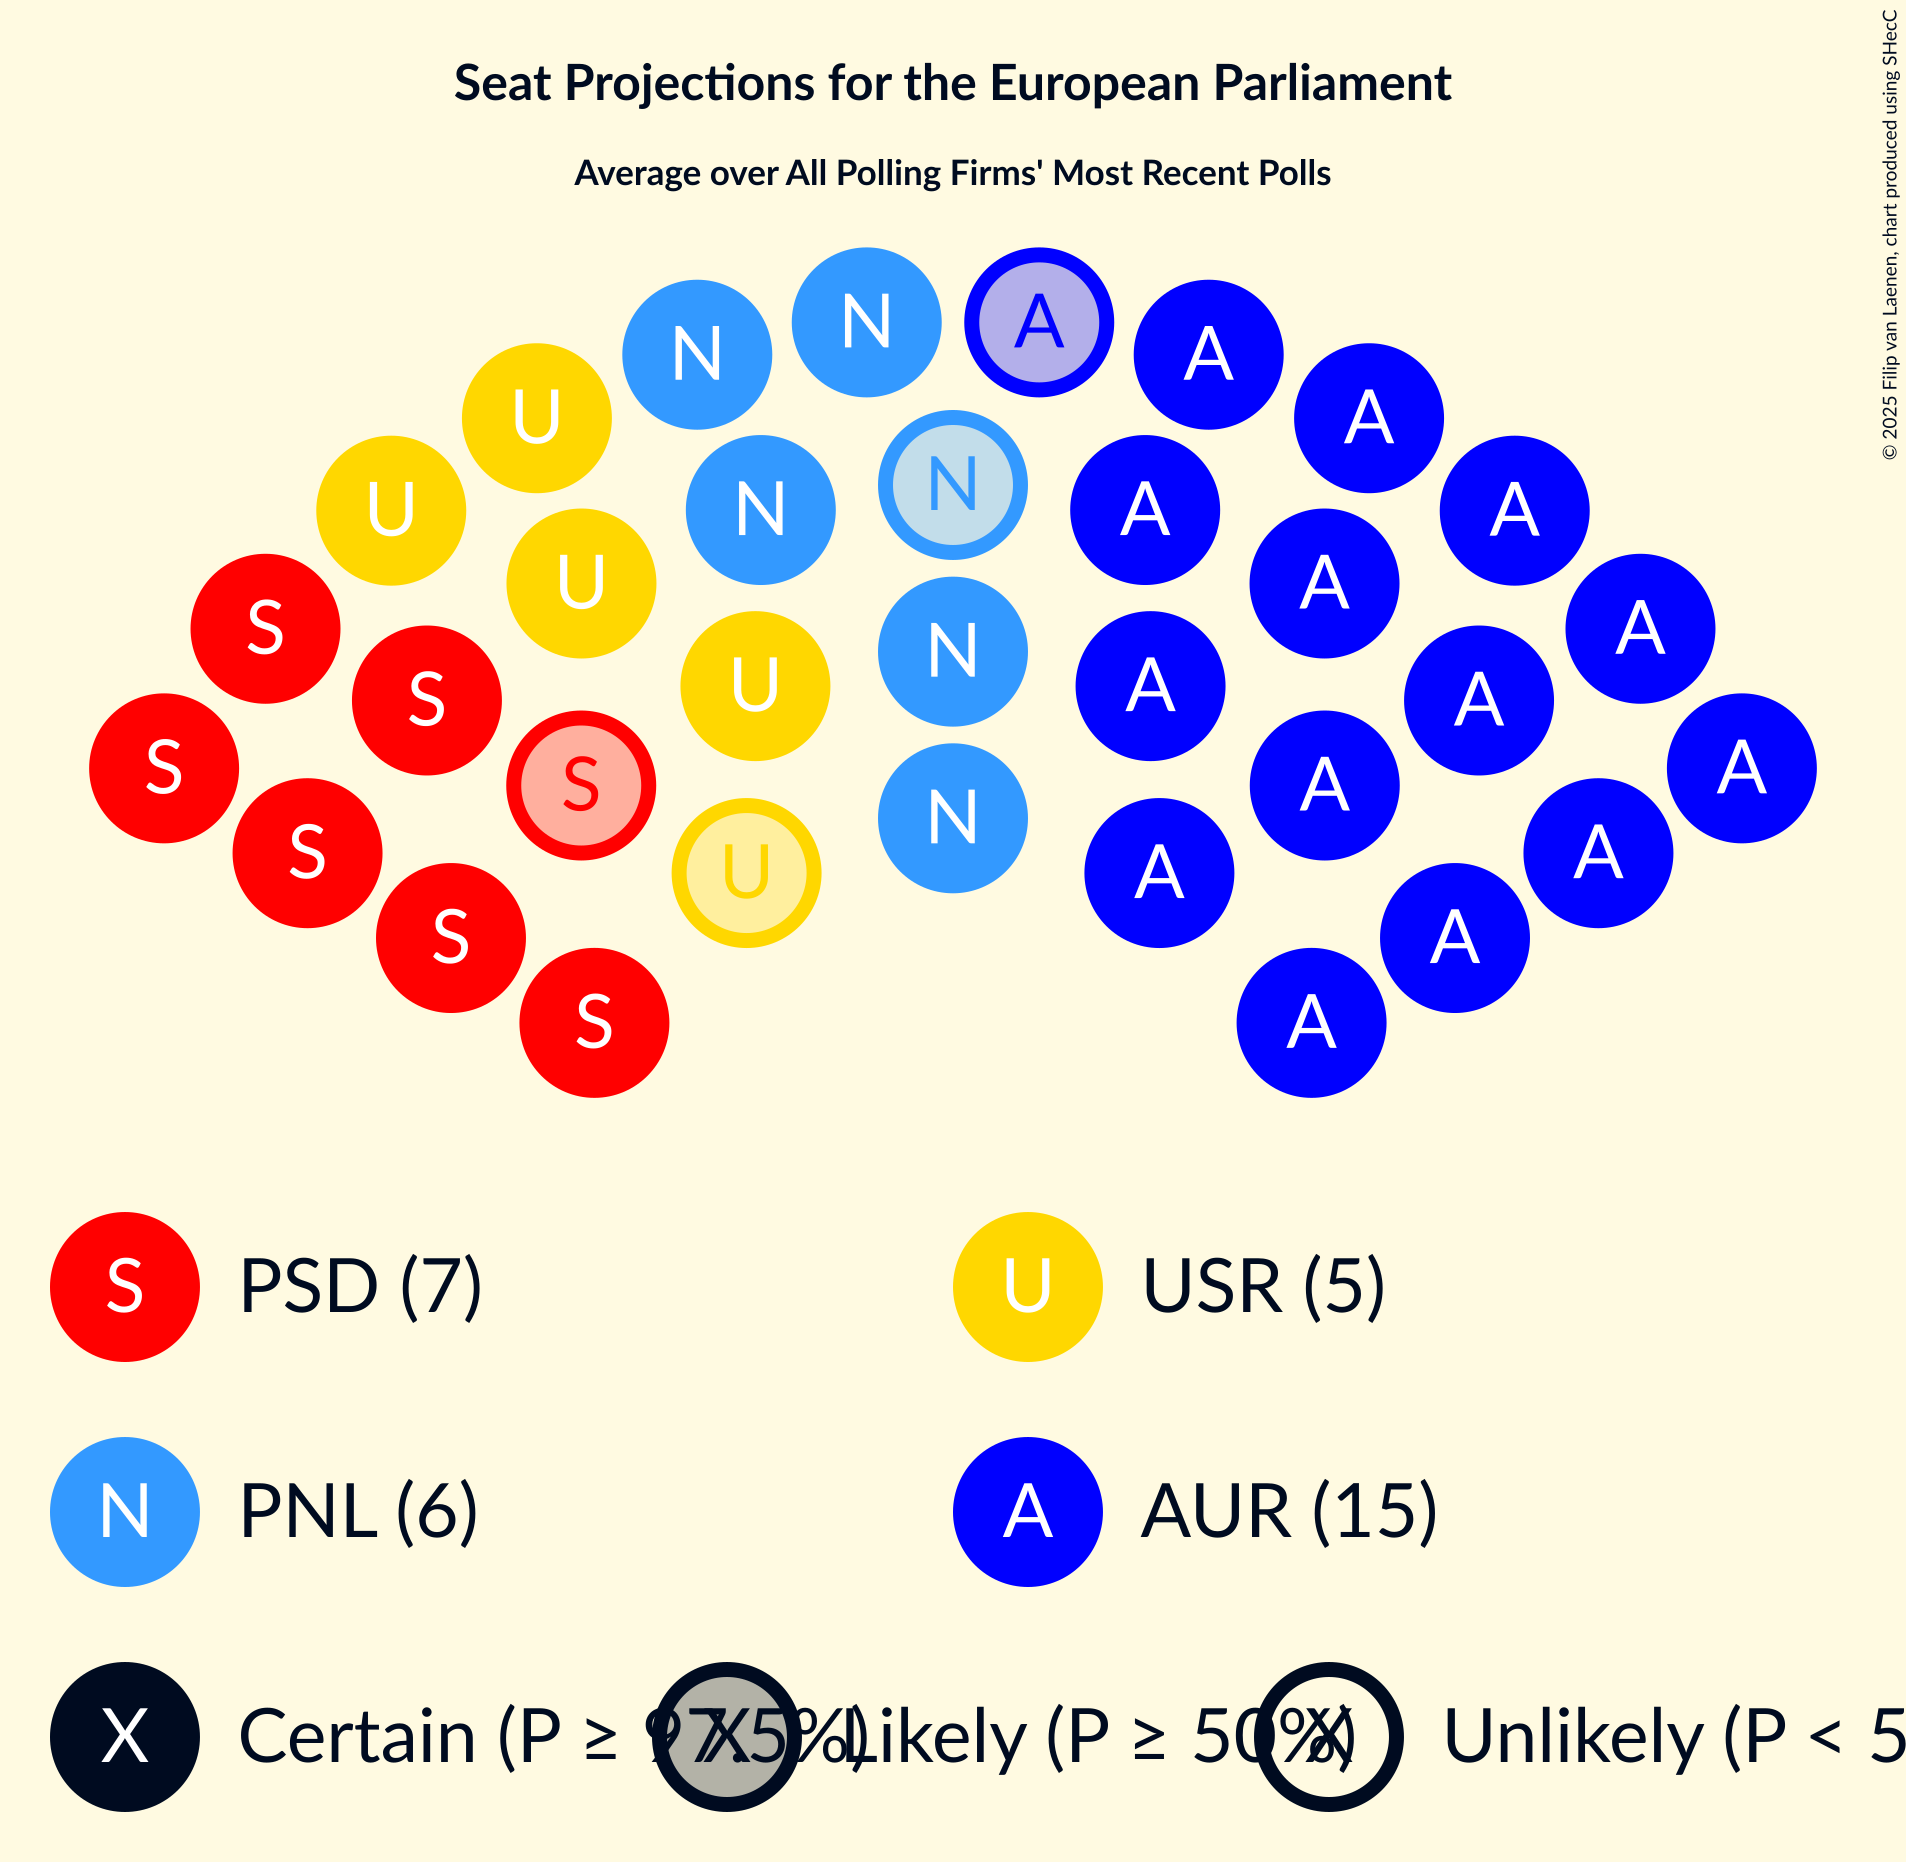 Seat Projections for the European Parliament
Average over All Polling Firms' Most Recent Polls
© 2025 Filip van Laenen, chart produced using SHecC
N N A A
U N A
U N N A A
U A
S U N A A
S U A A
S S N A A
S U A A
S A
S A
S PSD (7)
U USR (5)
N PNL (6)
A AUR (15)
X Certain (P ≥ 97.5%)
X Likely (P ≥ 50%)
X Unlikely (P < 5